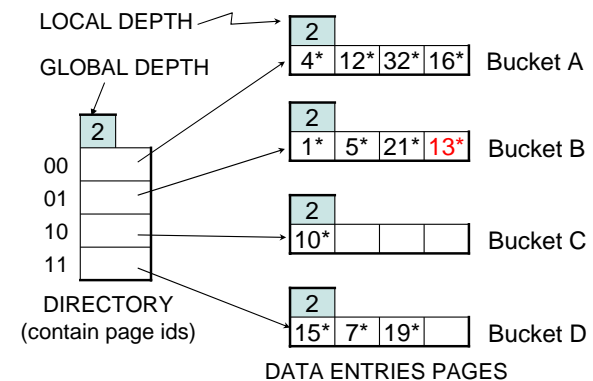 LOCAL DEPTH
2
4* 12* 32* 16* Bucket A
GLOBAL DEPTH
2
1* 5* 21* 13* Bucket B
2
00
01
10
11
2
10* Bucket C
DIRECTORY
(contain page ids)
2
15* 7* 19* Bucket D
DATA ENTRIES PAGES